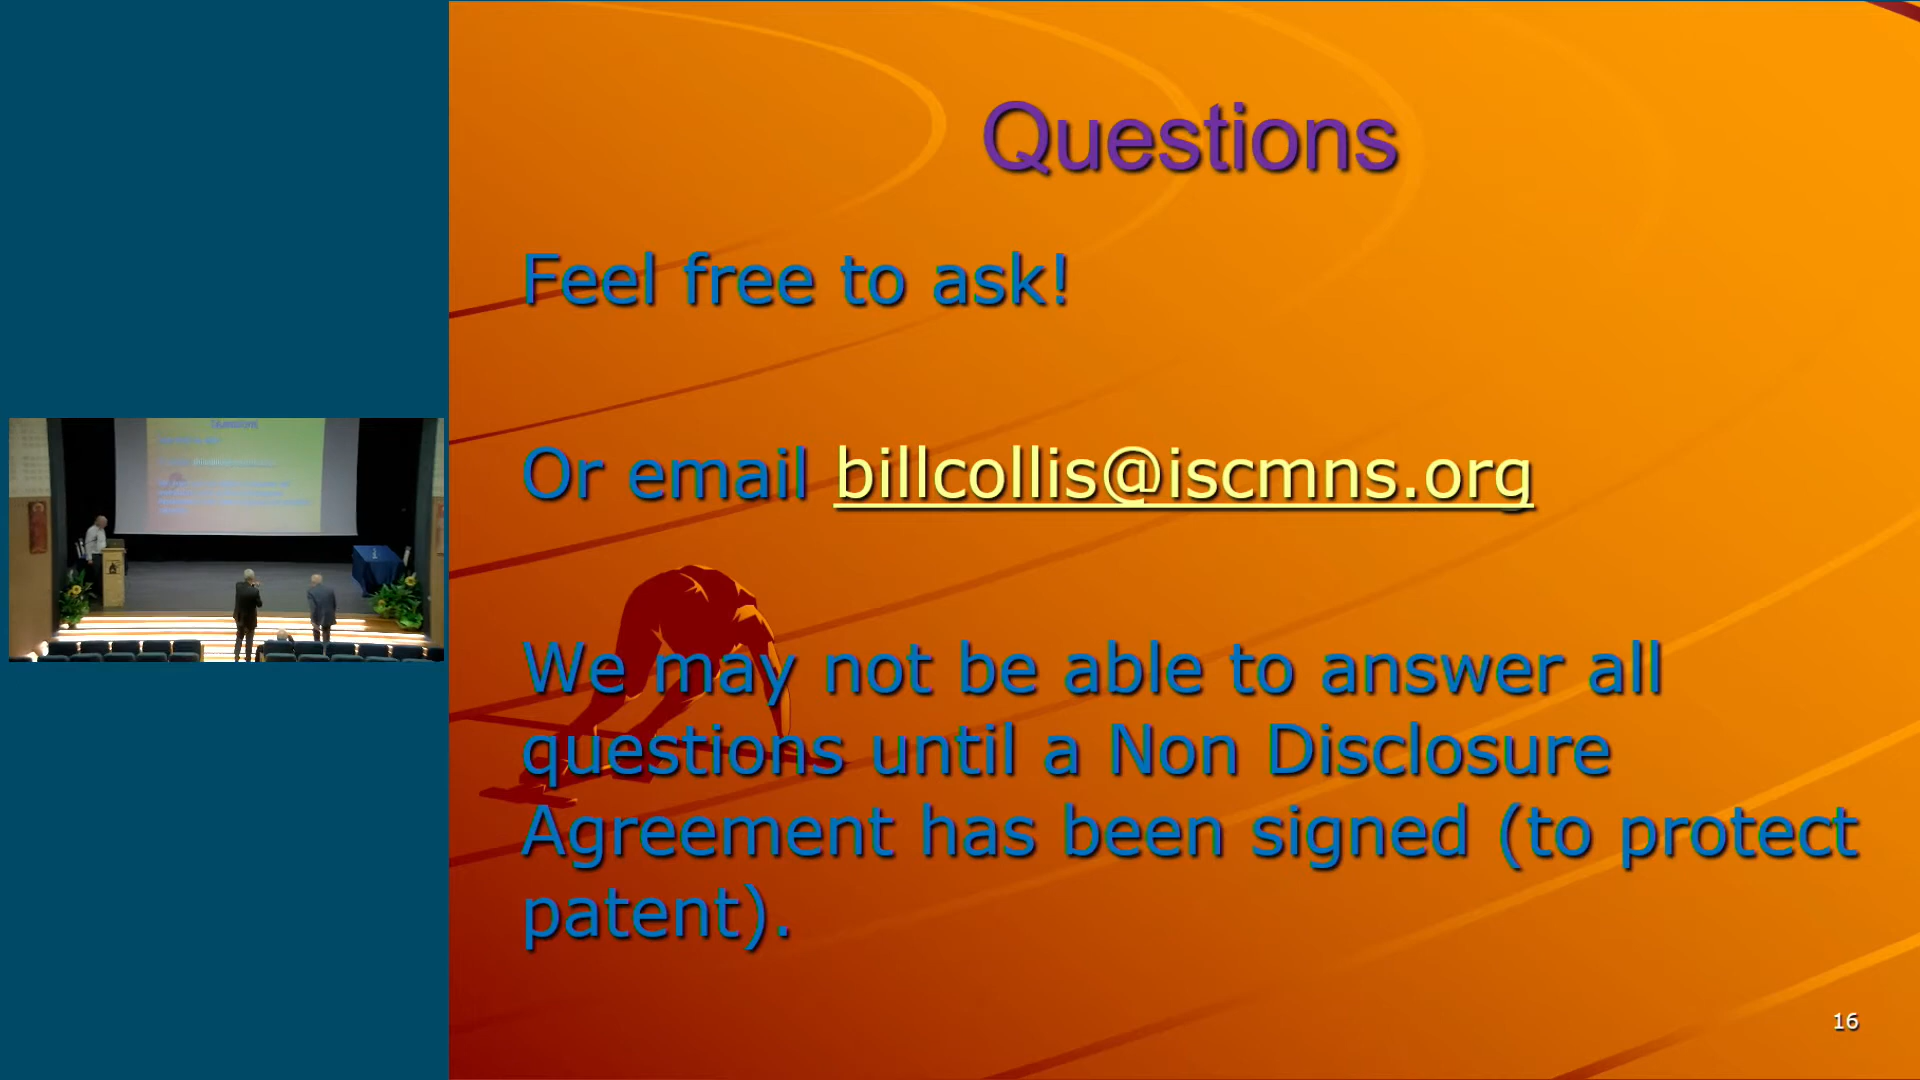 Questions
Feel free to ask!
Or email billcollis@iscmns.org
We may not be able to answer all
questions until a Non Disclosure
Agreement has been signed (to protect
patent).
16